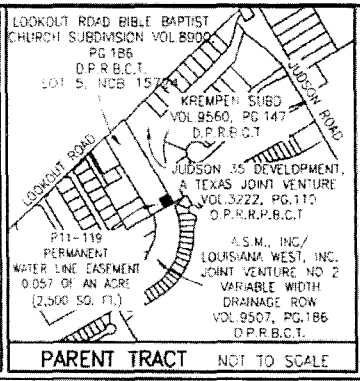 LOOKOUT ROAD BIBLE BAPTIST
CHURCH SUBDIVISION VOL.8900
PG.186
D.P.R.B.C.T.
LOT 5, NCB 15724
KREMPEN SUBD
VOL.9560, PG.147
D.P.R.B.C.T
JUDSON ROAD
LOOKOUT ROAD
JUDSON 35 DEVELOPMENT,
A TEXAS JOINT VENTURE
VOL.3222, PG.110
O.P.R.R.P.B.C.T
P11-119
PERMANENT
WATER LINE EASEMENT
0.057 OF AN ACRE
(2,500 SQ. FT.)
A.S.M., INC/
LOUISIANA WEST, INC.
JOINT VENTURE NO 2
VARIABLE WIDTH
DRAINAGE ROW
VOL.9507, PG.186
D.P.R.B.C.T.
PARENT TRACT NOT TO SCALE